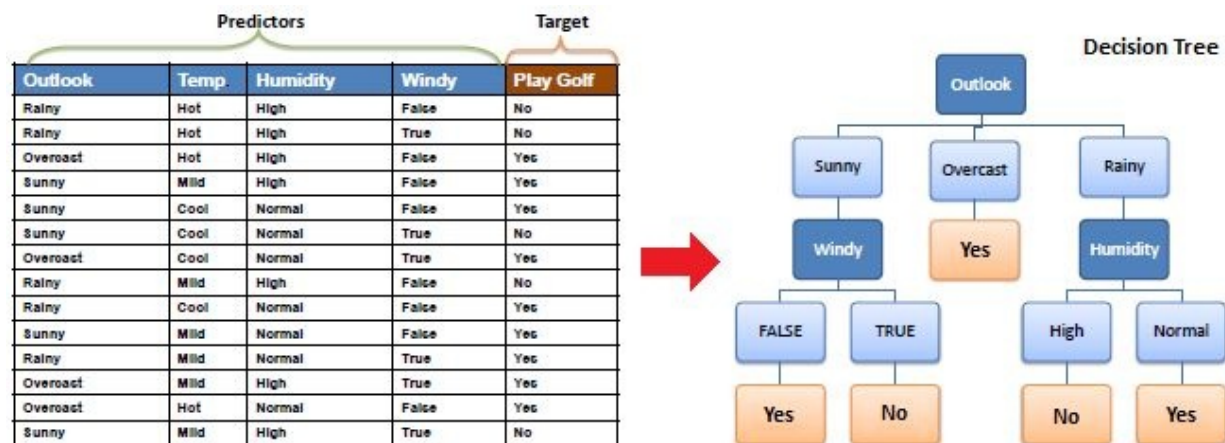 Predictors Target
Outlook Temp. Humidity Windy Play Golf
Rainy Hot High False No
Rainy Hot High True No
Overcast Hot High False Yes
Sunny Mild High False Yes
Sunny Cool Normal False Yes
Sunny Cool Normal True No
Overcast Cool Normal True Yes
Rainy Mild High False No
Rainy Cool Normal False Yes
Sunny Mild Normal False Yes
Rainy Mild Normal True Yes
Overcast Mild High True Yes
Overcast Hot Normal False Yes
Sunny Mild High True No
Decision Tree
Outlook
Sunny Overcast Rainy
Windy Yes Humidity
FALSE TRUE High Normal
Yes No No Yes